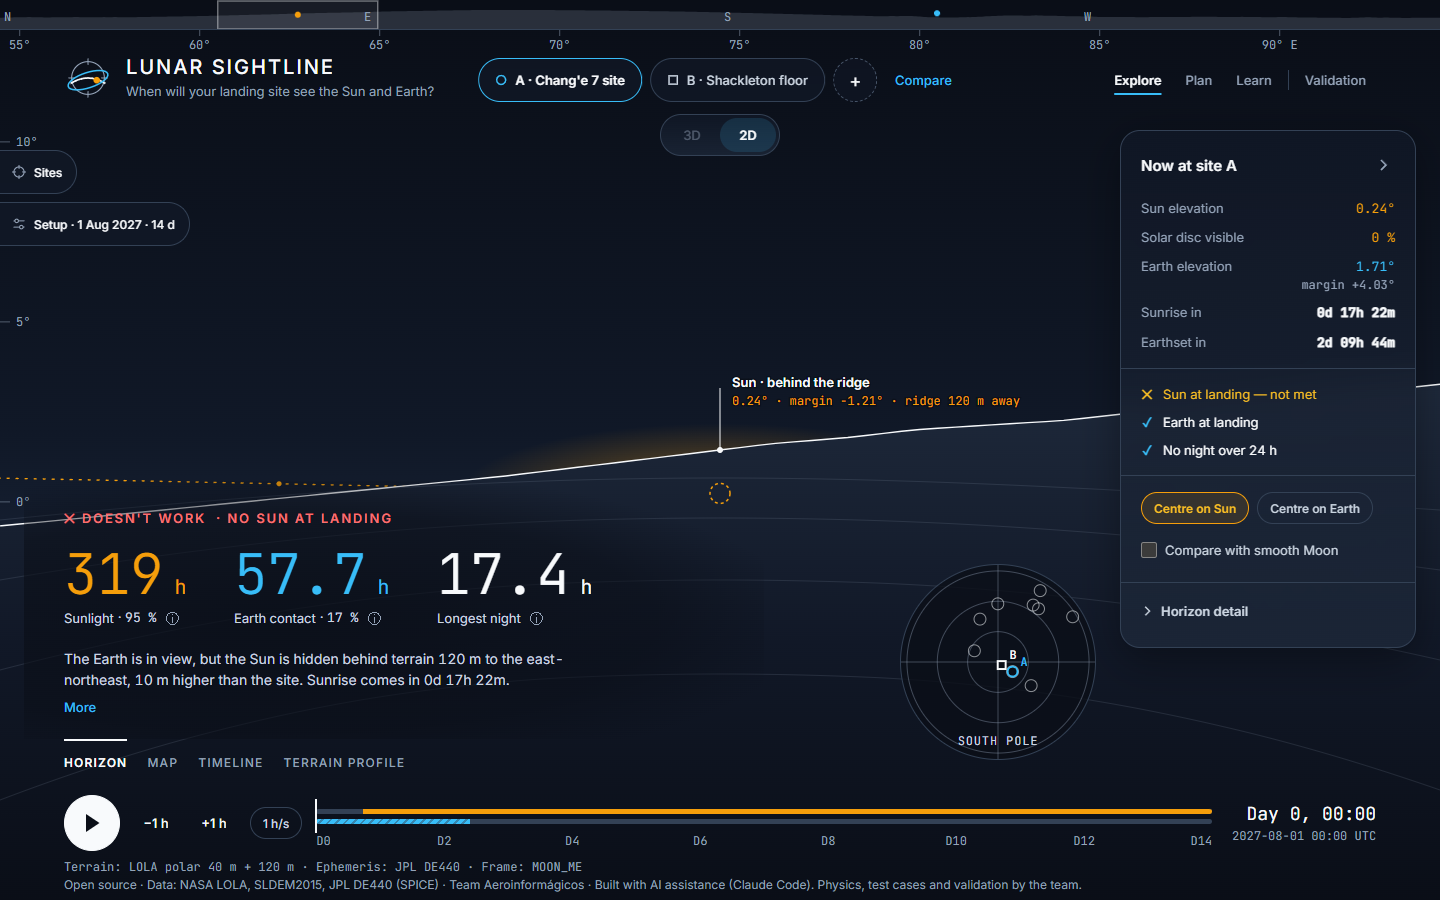 N E S W
55° 60° 65° 70° 75° 80° 85° 90° E
LUNAR SIGHTLINE
When will your landing site see the Sun and Earth?
A · Chang'e 7 site
B · Shackleton floor
+
Compare
Explore Plan Learn Validation
3D 2D
10°
Sites
Setup · 1 Aug 2027 · 14 d
5°
0°
Now at site A
Sun elevation 0.24°
Solar disc visible 0 %
Earth elevation 1.71°
margin +4.03°
Sunrise in 0d 17h 22m
Earthset in 2d 09h 44m
Sun at landing — not met
Earth at landing
No night over 24 h
Centre on Sun Centre on Earth
Compare with smooth Moon
Horizon detail
Sun · behind the ridge
0.24° · margin -1.21° · ridge 120 m away
DOESN'T WORK · NO SUN AT LANDING
319 h 57.7 h 17.4 h
Sunlight · 95 % Earth contact · 17 % Longest night
The Earth is in view, but the Sun is hidden behind terrain 120 m to the east-
northeast, 10 m higher than the site. Sunrise comes in 0d 17h 22m.
More
B
A
SOUTH POLE
HORIZON MAP TIMELINE TERRAIN PROFILE
−1 h +1 h 1 h/s
D0 D2 D4 D6 D8 D10 D12 D14
Day 0, 00:00
2027-08-01 00:00 UTC
Terrain: LOLA polar 40 m + 120 m · Ephemeris: JPL DE440 · Frame: MOON_ME
Open source · Data: NASA LOLA, SLDEM2015, JPL DE440 (SPICE) · Team Aeroinformágicos · Built with AI assistance (Claude Code). Physics, test cases and validation by the team.